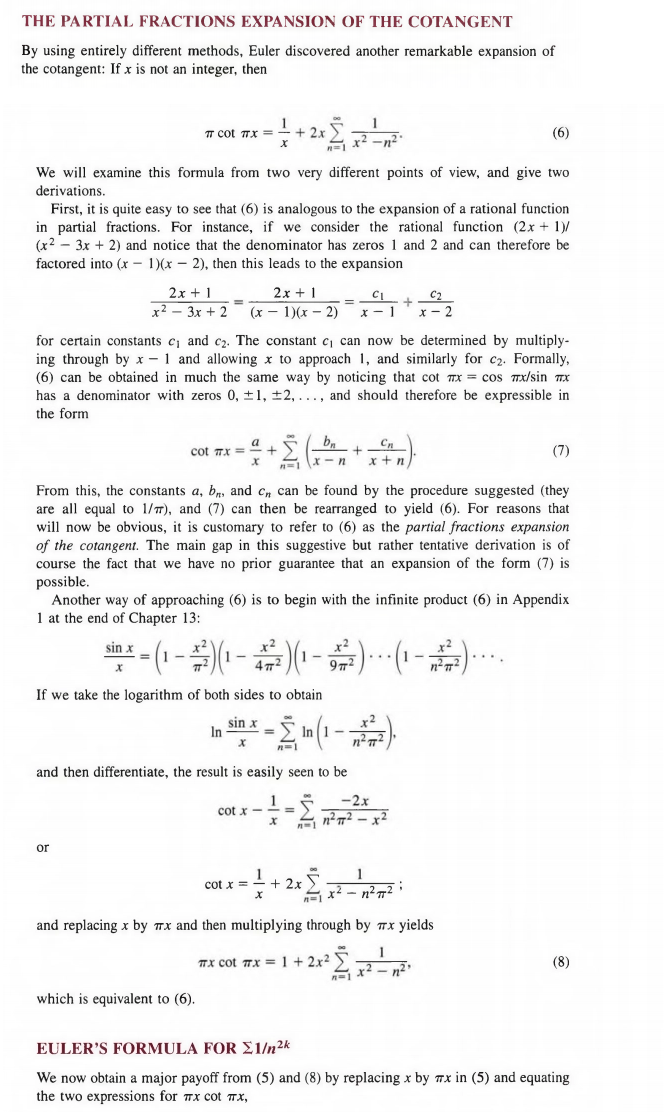 THE PARTIAL FRACTIONS EXPANSION OF THE COTANGENT
By using entirely different methods, Euler discovered another remarkable expansion of
the cotangent: If x is not an integer, then
π cot πx = 1/x + 2x ∑_{n=1}^{∞} 1/(x² − n²). (6)
We will examine this formula from two very different points of view, and give two
derivations.
First, it is quite easy to see that (6) is analogous to the expansion of a rational function
in partial fractions. For instance, if we consider the rational function (2x + 1)/
(x² − 3x + 2) and notice that the denominator has zeros 1 and 2 and can therefore be
factored into (x − 1)(x − 2), then this leads to the expansion
(2x + 1)/(x² − 3x + 2) = (2x + 1)/((x − 1)(x − 2)) = c₁/(x − 1) + c₂/(x − 2)
for certain constants c₁ and c₂. The constant c₁ can now be determined by multiply-
ing through by x − 1 and allowing x to approach 1, and similarly for c₂. Formally,
(6) can be obtained in much the same way by noticing that cot πx = cos πx/sin πx
has a denominator with zeros 0, ±1, ±2, . . . , and should therefore be expressible in
the form
cot πx = a/x + ∑_{n=1}^{∞} (bₙ/(x − n) + cₙ/(x + n)). (7)
From this, the constants a, bₙ, and cₙ can be found by the procedure suggested (they
are all equal to 1/π), and (7) can then be rearranged to yield (6). For reasons that
will now be obvious, it is customary to refer to (6) as the partial fractions expansion
of the cotangent. The main gap in this suggestive but rather tentative derivation is of
course the fact that we have no prior guarantee that an expansion of the form (7) is
possible.
Another way of approaching (6) is to begin with the infinite product (6) in Appendix
1 at the end of Chapter 13:
sin x/x = (1 − x²/π²)(1 − x²/4π²)(1 − x²/9π²) · · · (1 − x²/n²π²) · · · .
If we take the logarithm of both sides to obtain
ln sin x/x = ∑_{n=1}^{∞} ln(1 − x²/n²π²),
and then differentiate, the result is easily seen to be
cot x − 1/x = ∑_{n=1}^{∞} −2x/(n²π² − x²)
or
cot x = 1/x + 2x ∑_{n=1}^{∞} 1/(x² − n²π²) ;
and replacing x by πx and then multiplying through by πx yields
πx cot πx = 1 + 2x² ∑_{n=1}^{∞} 1/(x² − n²), (8)
which is equivalent to (6).
EULER'S FORMULA FOR Σ1/n²ᵏ
We now obtain a major payoff from (5) and (8) by replacing x by πx in (5) and equating
the two expressions for πx cot πx,